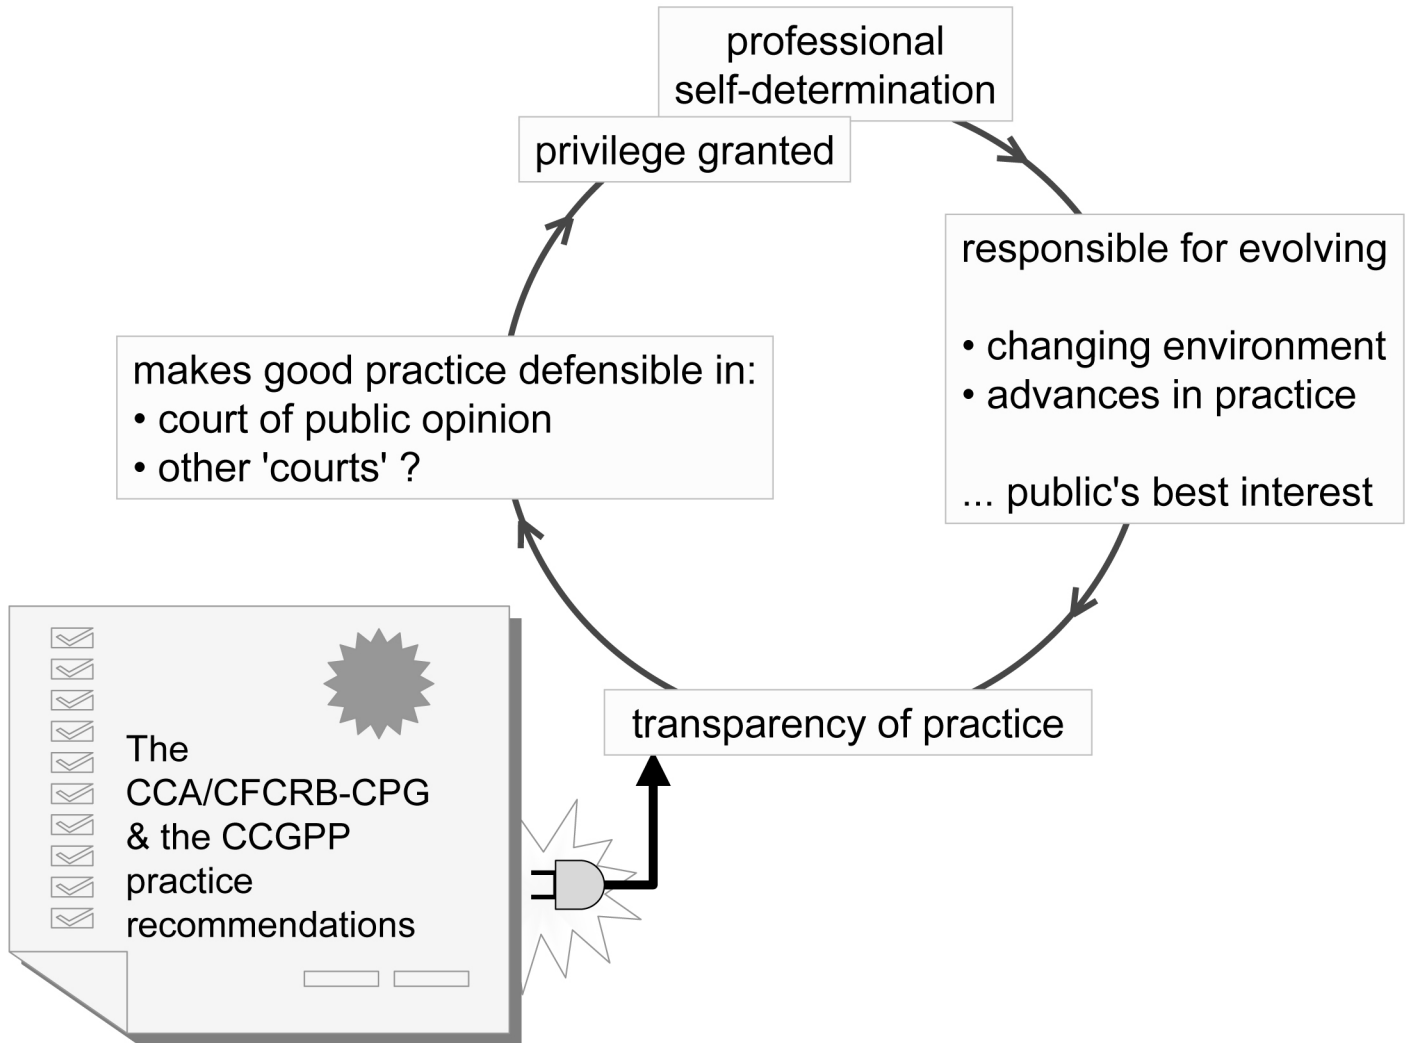 professional
self-determination
privilege granted
responsible for evolving
• changing environment
• advances in practice
... public's best interest
makes good practice defensible in:
• court of public opinion
• other 'courts' ?
transparency of practice
The
CCA/CFCRB-CPG
& the CCGPP
practice
recommendations